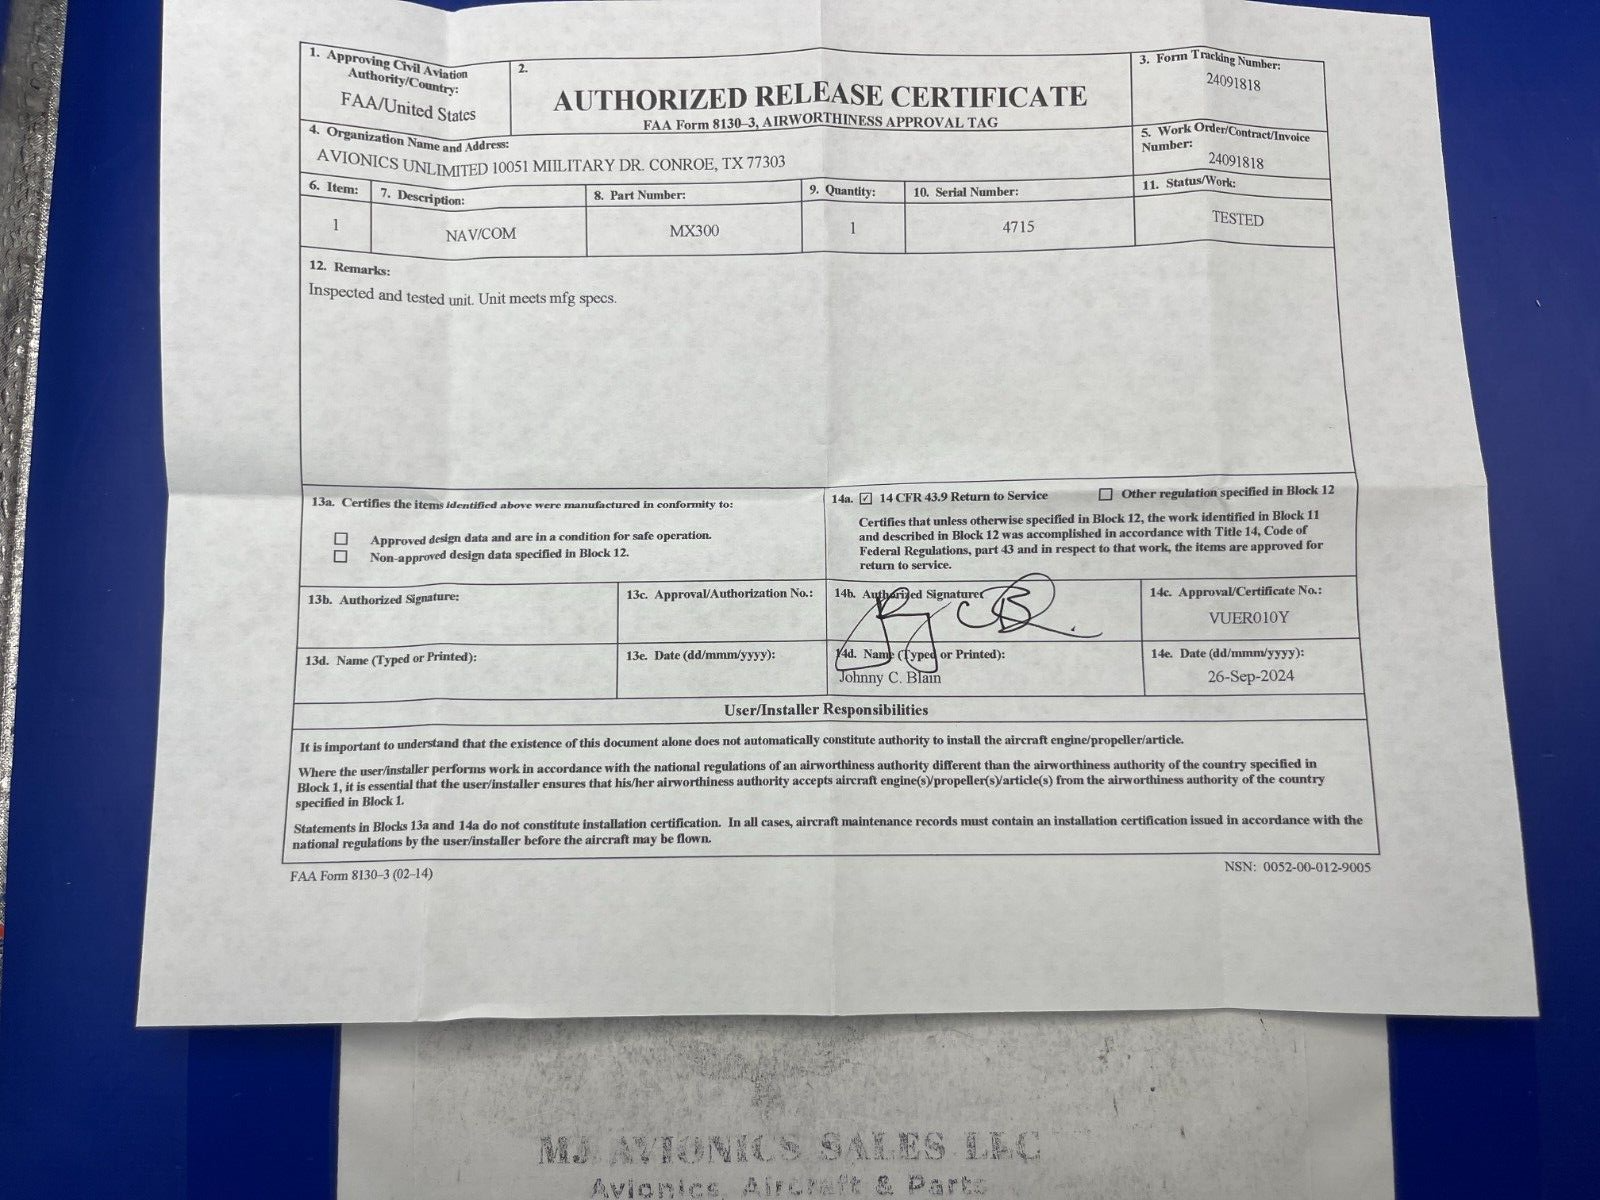 1. Approving Civil Aviation
Authority/Country:
FAA/United States
2.
AUTHORIZED RELEASE CERTIFICATE
FAA Form 8130–3, AIRWORTHINESS APPROVAL TAG
3. Form Tracking Number:
24091818
4. Organization Name and Address:
AVIONICS UNLIMITED 10051 MIILITARY DR. CONROE, TX 77303
5. Work Order/Contract/Invoice
Number:
24091818
6. Item:
7. Description:
8. Part Number:
9. Quantity:
10. Serial Number:
11. Status/Work:
1
NAV/COM
MX300
1
4715
TESTED
12. Remarks:
Inspected and tested unit. Unit meets mfg specs.
13a. Certifies the items identified above were manufactured in conformity to:
Approved design data and are in a condition for safe operation.
Non-approved design data specified in Block 12.
14a. ✓ 14 CFR 43.9 Return to Service
Other regulation specified in Block 12
Certifies that unless otherwise specified in Block 12, the work identified in Block 11
and described in Block 12 was accomplished in accordance with Title 14, Code of
Federal Regulations, part 43 and in respect to that work, the items are approved for
return to service.
13b. Authorized Signature:
13c. Approval/Authorization No.:
14b. Authorized Signature:
14c. Approval/Certificate No.:
VUER010Y
13d. Name (Typed or Printed):
13e. Date (dd/mmm/yyyy):
14d. Name (Typed or Printed):
Johnny C. Blain
14e. Date (dd/mmm/yyyy):
26-Sep-2024
User/Installer Responsibilities
It is important to understand that the existence of this document alone does not automatically constitute authority to install the aircraft engine/propeller/article.
Where the user/installer performs work in accordance with the national regulations of an airworthiness authority different than the airworthiness authority of the country specified in
Block 1, it is essential that the user/installer ensures that his/her airworthiness authority accepts aircraft engine(s)/propeller(s)/article(s) from the airworthiness authority of the country
specified in Block 1.
Statements in Blocks 13a and 14a do not constitute installation certification. In all cases, aircraft maintenance records must contain an installation certification issued in accordance with the
national regulations by the user/installer before the aircraft may be flown.
FAA Form 8130–3 (02–14)
NSN: 0052-00-012-9005
MJ AVIONICS SALES LLC
Avionics, Aircraft & Parts